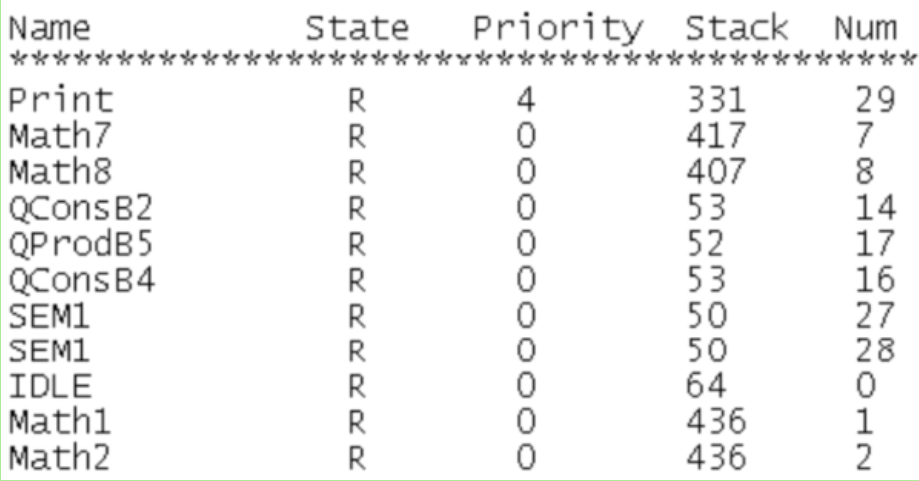 Name State Priority Stack Num
*******************************************
Print R 4 331 29
Math7 R 0 417 7
Math8 R 0 407 8
QConsB2 R 0 53 14
QProdB5 R 0 52 17
QConsB4 R 0 53 16
SEM1 R 0 50 27
SEM1 R 0 50 28
IDLE R 0 64 0
Math1 R 0 436 1
Math2 R 0 436 2